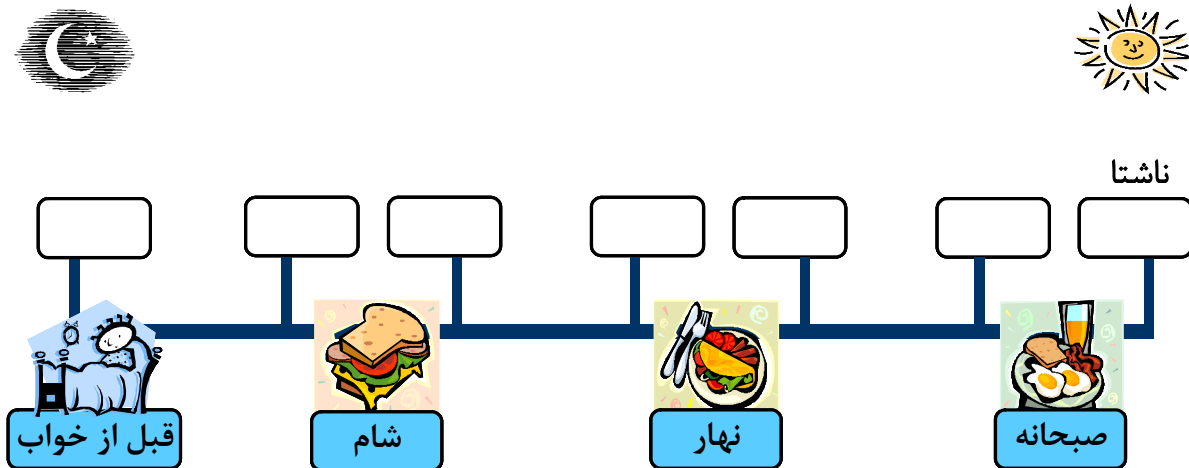 ناشتا
صبحانه
نهار
شام
قبل از خواب